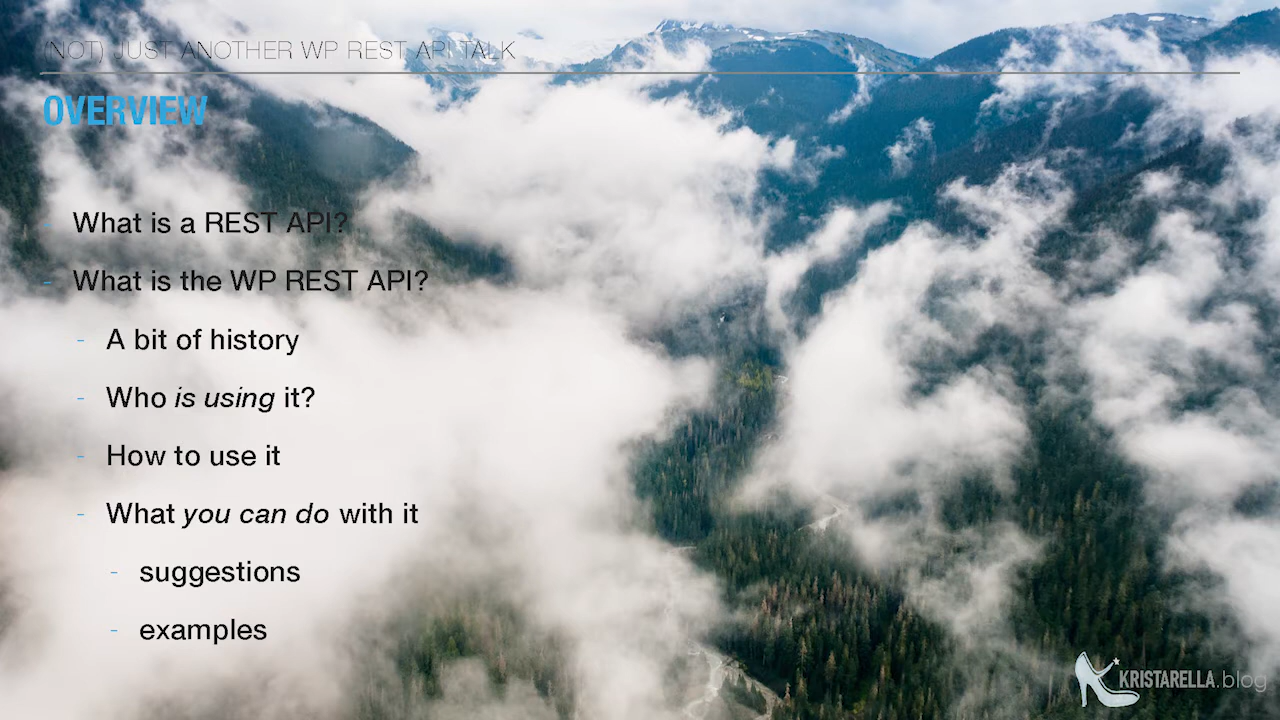 (NOT) JUST ANOTHER WP REST API TALK
OVERVIEW
- What is a REST API?
- What is the WP REST API?
- A bit of history
- Who is using it?
- How to use it
- What you can do with it
- suggestions
- examples
KRISTARELLA.blog